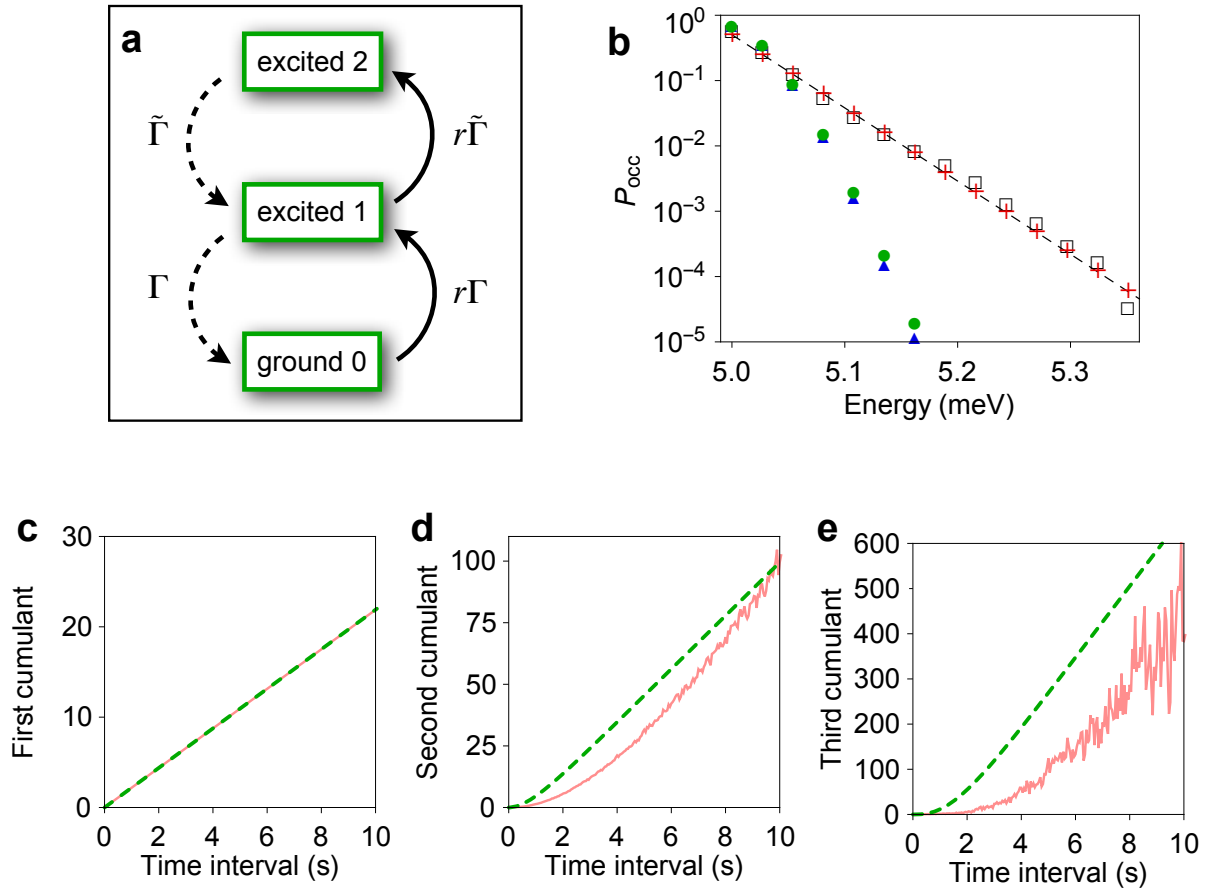 a
excited 2
Γ̃
rΓ̃
excited 1
Γ
rΓ
ground 0
b
10⁰
10⁻¹
10⁻²
10⁻³
10⁻⁴
10⁻⁵
P_occ
5.0 5.1 5.2 5.3
Energy (meV)
c
30
20
10
0
First cumulant
0 2 4 6 8 10
Time interval (s)
d
100
75
50
25
0
Second cumulant
0 2 4 6 8 10
Time interval (s)
e
600
500
400
300
200
100
0
Third cumulant
0 2 4 6 8 10
Time interval (s)